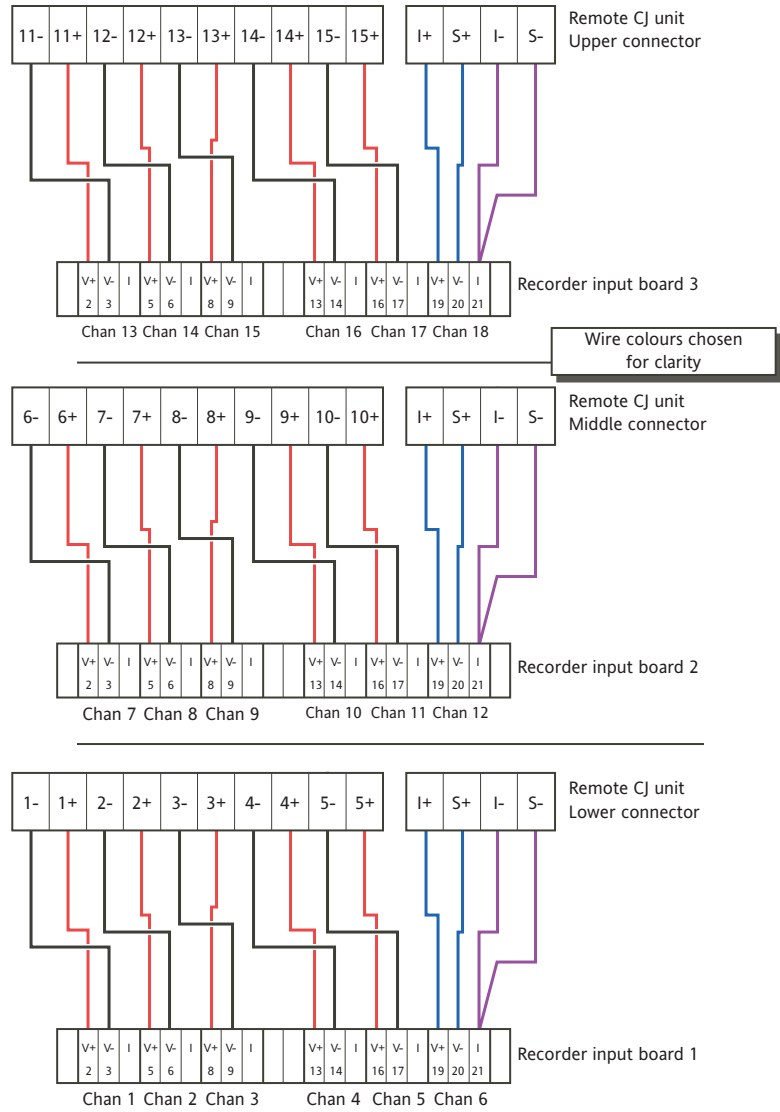 11- 11+ 12- 12+ 13- 13+ 14- 14+ 15- 15+ I+ S+ I- S-
Remote CJ unit
Upper connector
V+ V- I V+ V- I V+ V- I V+ V- I V+ V- I V+ V- I
2 3 5 6 8 9 13 14 16 17 19 20 21
Recorder input board 3
Chan 13 Chan 14 Chan 15 Chan 16 Chan 17 Chan 18
Wire colours chosen
for clarity
6- 6+ 7- 7+ 8- 8+ 9- 9+ 10- 10+ I+ S+ I- S-
Remote CJ unit
Middle connector
V+ V- I V+ V- I V+ V- I V+ V- I V+ V- I V+ V- I
2 3 5 6 8 9 13 14 16 17 19 20 21
Recorder input board 2
Chan 7 Chan 8 Chan 9 Chan 10 Chan 11 Chan 12
1- 1+ 2- 2+ 3- 3+ 4- 4+ 5- 5+ I+ S+ I- S-
Remote CJ unit
Lower connector
V+ V- I V+ V- I V+ V- I V+ V- I V+ V- I V+ V- I
2 3 5 6 8 9 13 14 16 17 19 20 21
Recorder input board 1
Chan 1 Chan 2 Chan 3 Chan 4 Chan 5 Chan 6